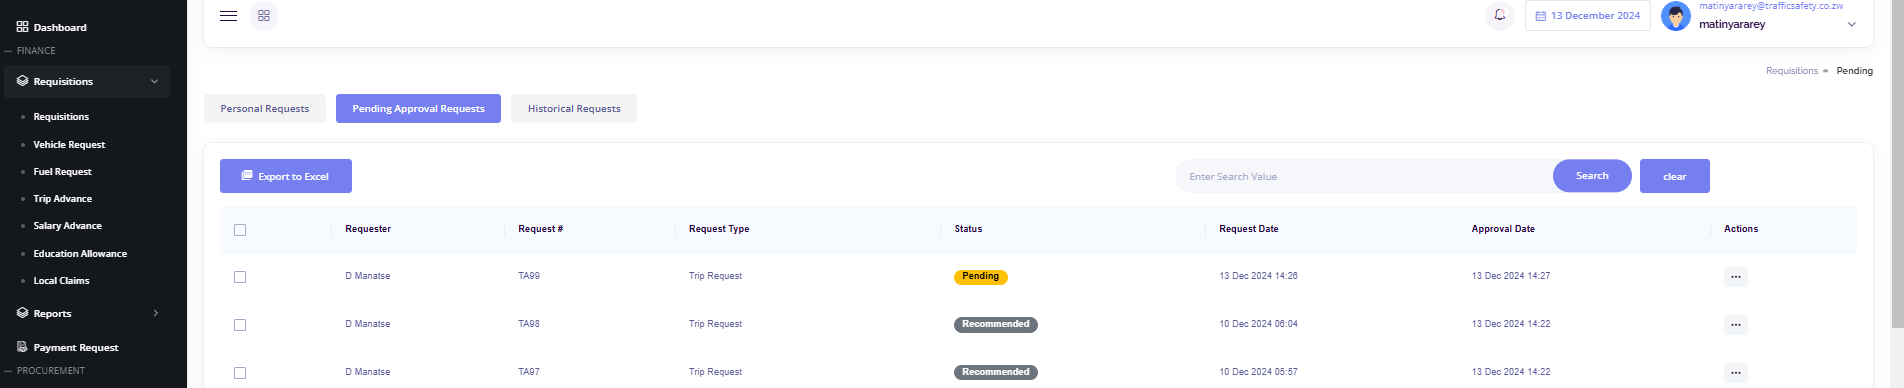 matinyararey@trafficsafety.co.zw
13 December 2024
matinyararey
Dashboard
FINANCE
Requisitions
Requisitions
Vehicle Request
Fuel Request
Trip Advance
Salary Advance
Education Allowance
Local Claims
Reports
Payment Request
PROCUREMENT
Requisitions Pending
Personal Requests Pending Approval Requests Historical Requests
Export to Excel Enter Search Value Search clear
Requester Request # Request Type Status Request Date Approval Date Actions
D Manatse TA99 Trip Request Pending 13 Dec 2024 14:26 13 Dec 2024 14:27
D Manatse TA98 Trip Request Recommended 10 Dec 2024 06:04 13 Dec 2024 14:22
D Manatse TA97 Trip Request Recommended 10 Dec 2024 05:57 13 Dec 2024 14:22